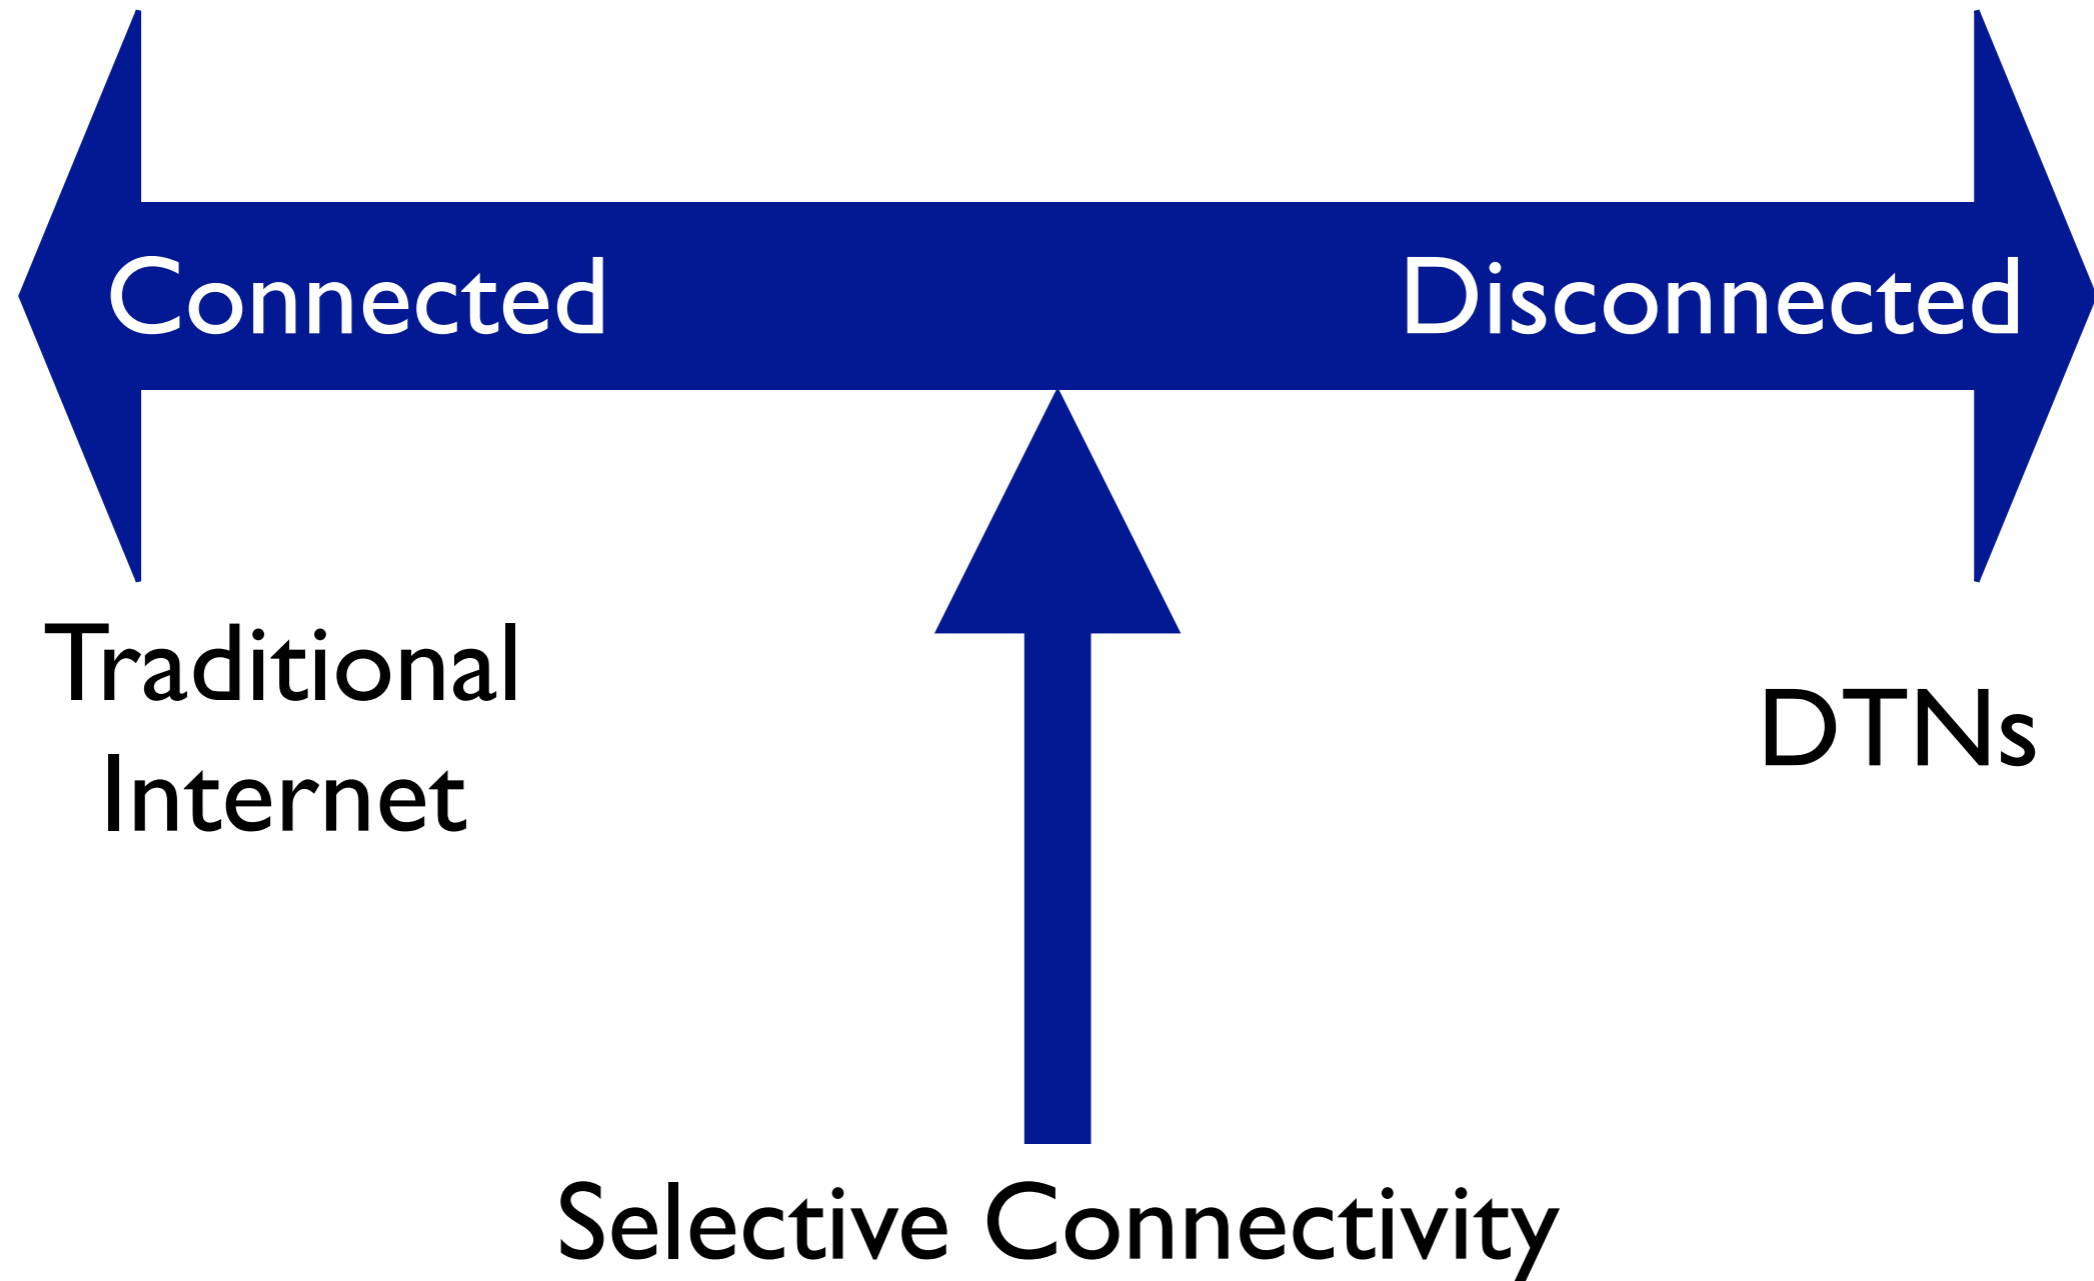 Connected
Disconnected
Traditional
Internet
DTNs
Selective Connectivity